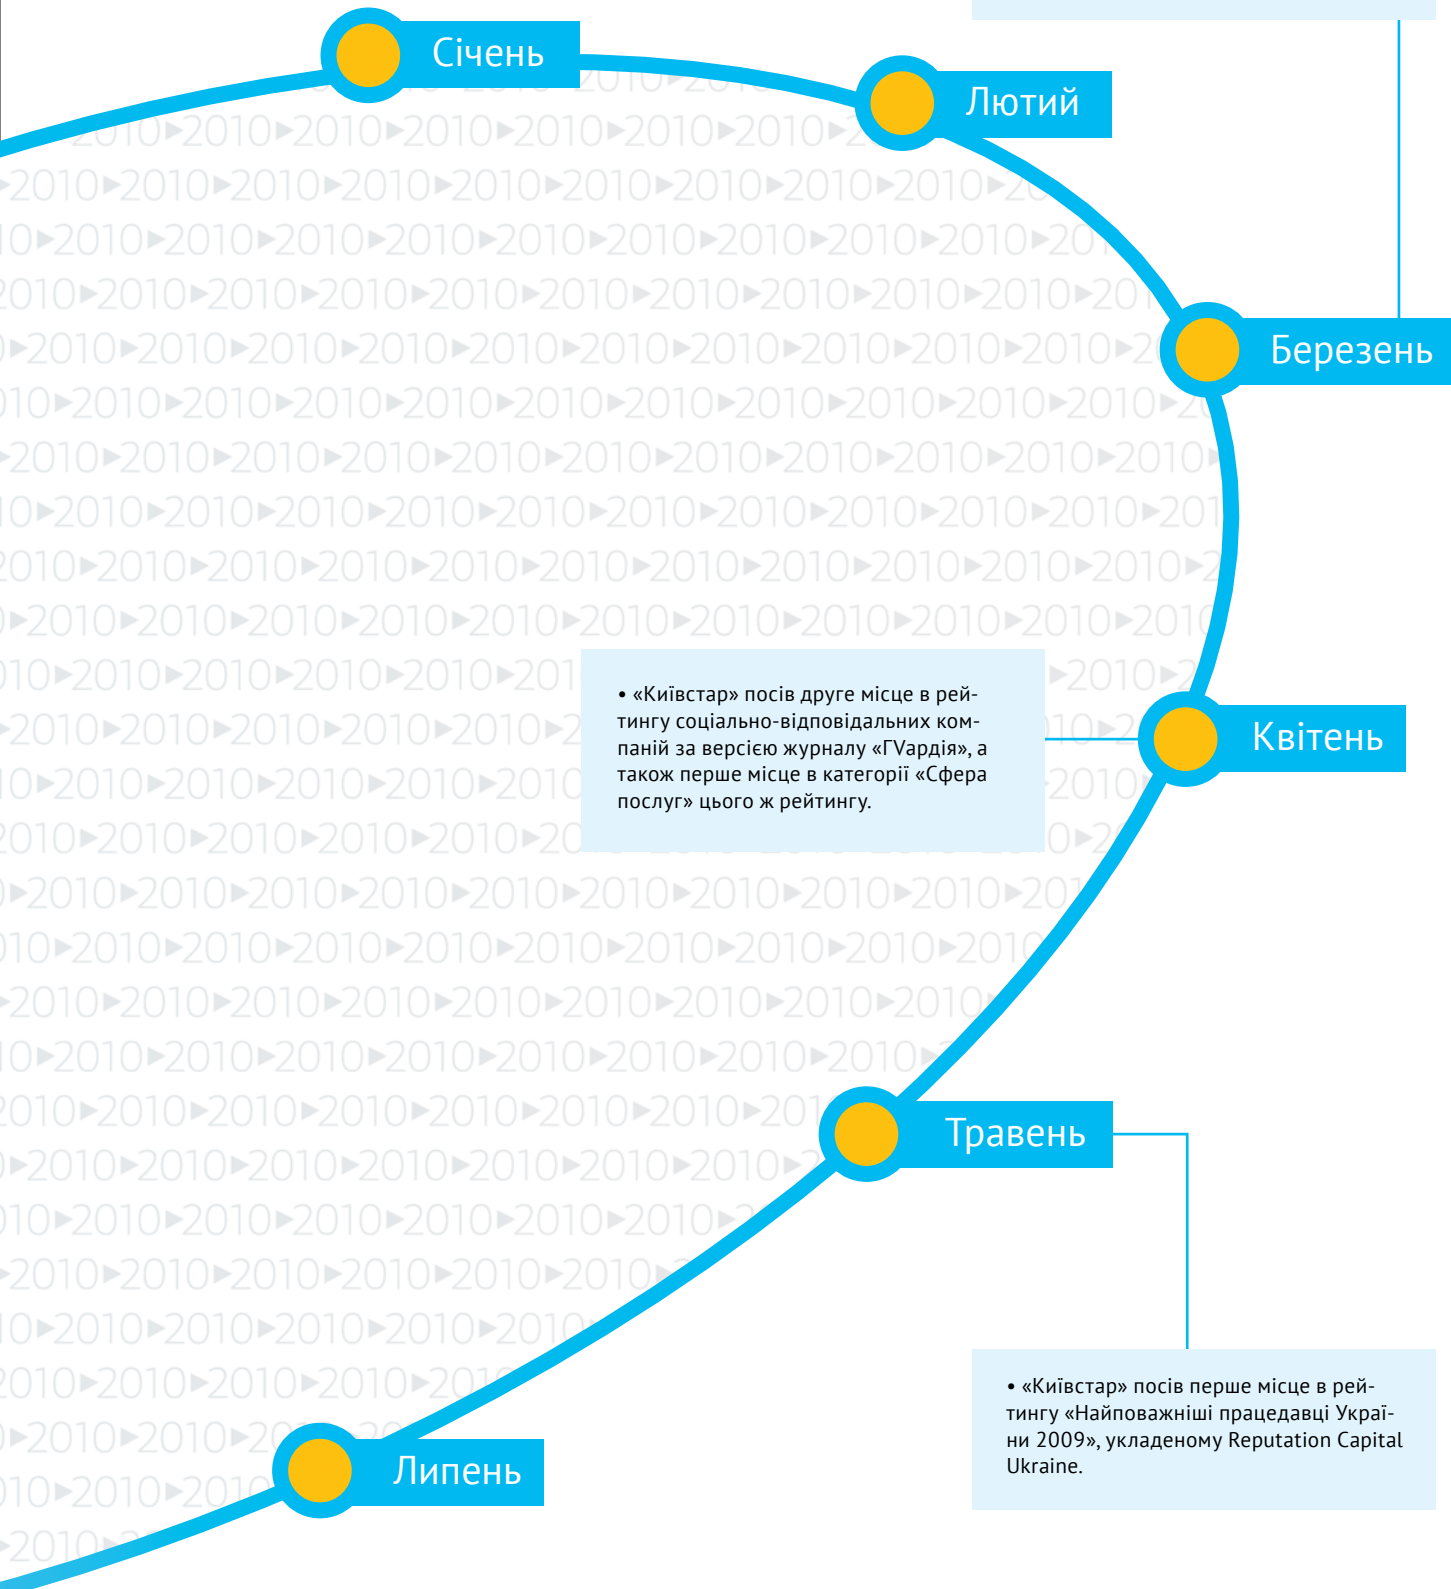 Січень
Лютий
Березень
• «Київстар» посів друге місце в рей-
тингу соціально-відповідальних ком-
паній за версією журналу «ГVардія», а
також перше місце в категорії «Сфера
послуг» цього ж рейтингу.
Квітень
Травень
• «Київстар» посів перше місце в рей-
тингу «Найповажніші працедавці Украї-
ни 2009», укладеному Reputation Capital
Ukraine.
Липень